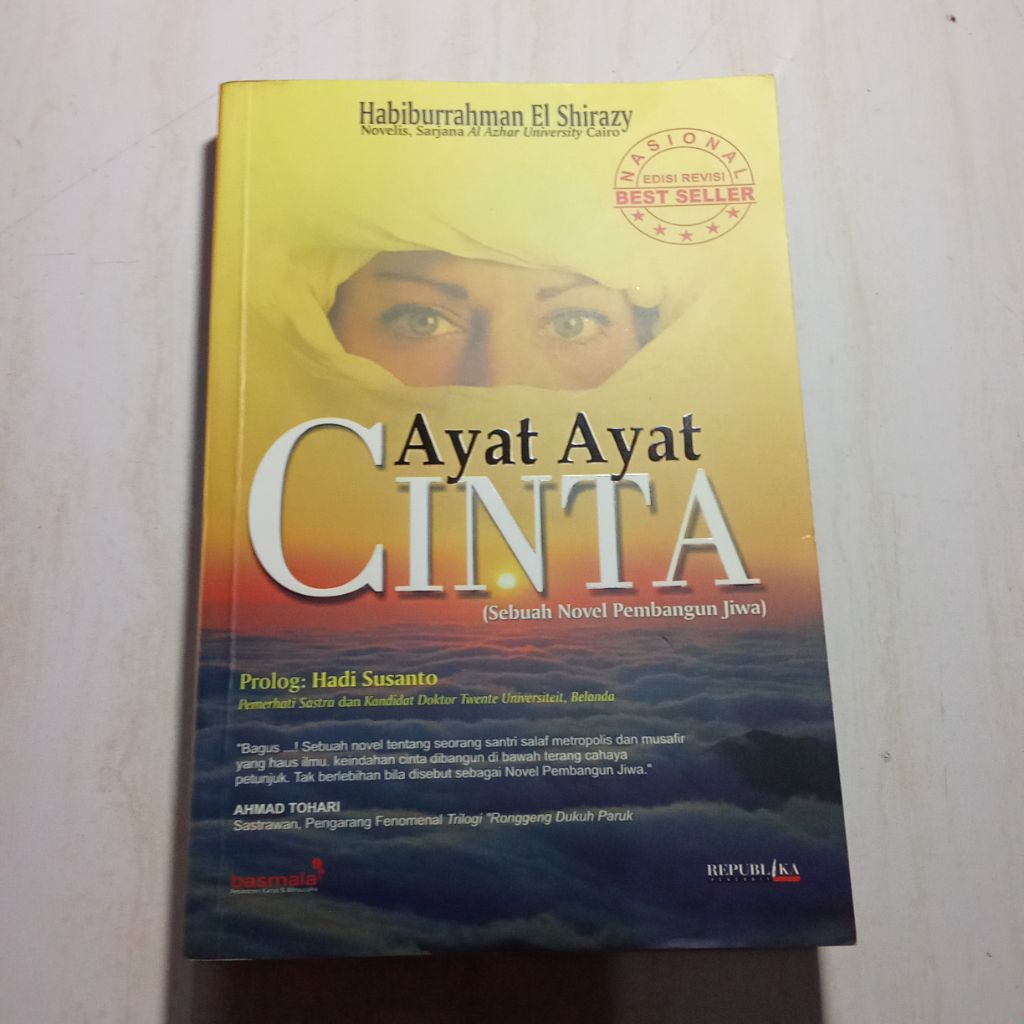 Habiburrahman El Shirazy
Novelis, Sarjana Al Azhar University Cairo
NASIONAL
EDISI REVISI
BEST SELLER
Ayat Ayat
CINTA
(Sebuah Novel Pembangun Jiwa)
Prolog: Hadi Susanto
Pemerhati Sastra dan Kandidat Doktor Twente Universiteit, Belanda
"Bagus ...! Sebuah novel tentang seorang santri salaf metropolis dan musafir
yang haus ilmu. keindahan cinta dibangun di bawah terang cahaya
petunjuk. Tak berlebihan bila disebut sebagai Novel Pembangun Jiwa."
AHMAD TOHARI
Sastrawan, Pengarang Fenomenal Trilogi "Ronggeng Dukuh Paruk
basmala
REPUBLIKA
PENERBIT